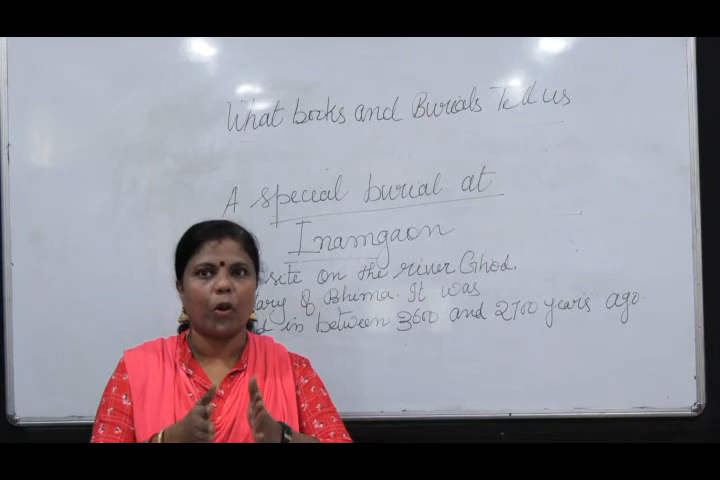 What books and Burials Tell us
A special burial at
Inamgaon
site on the river Ghod,
of Bhima. It was
in between 3600 and 2700 years ago.